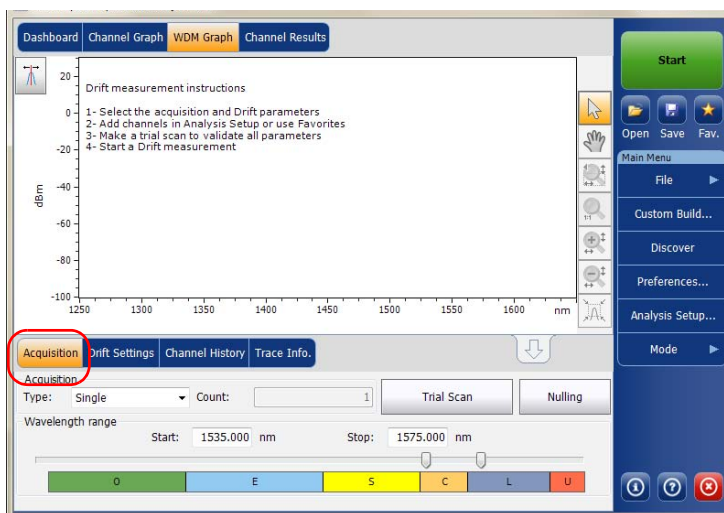 Dashboard Channel Graph WDM Graph Channel Results
Start
20
Drift measurement instructions
0
1- Select the acquisition and Drift parameters
2- Add channels in Analysis Setup or use Favorites
3- Make a trial scan to validate all parameters
4- Start a Drift measurement
-20
-40
dBm
-60
-80
-100
1250 1300 1350 1400 1450 1500 1550 1600 nm
1:1
Open Save Fav.
Main Menu
File
Custom Build...
Discover
Preferences...
Analysis Setup...
Mode
Acquisition Drift Settings Channel History Trace Info.
Acquisition
Type: Single Count: 1 Trial Scan Nulling
Wavelength range
Start: 1535.000 nm Stop: 1575.000 nm
O E S C L U